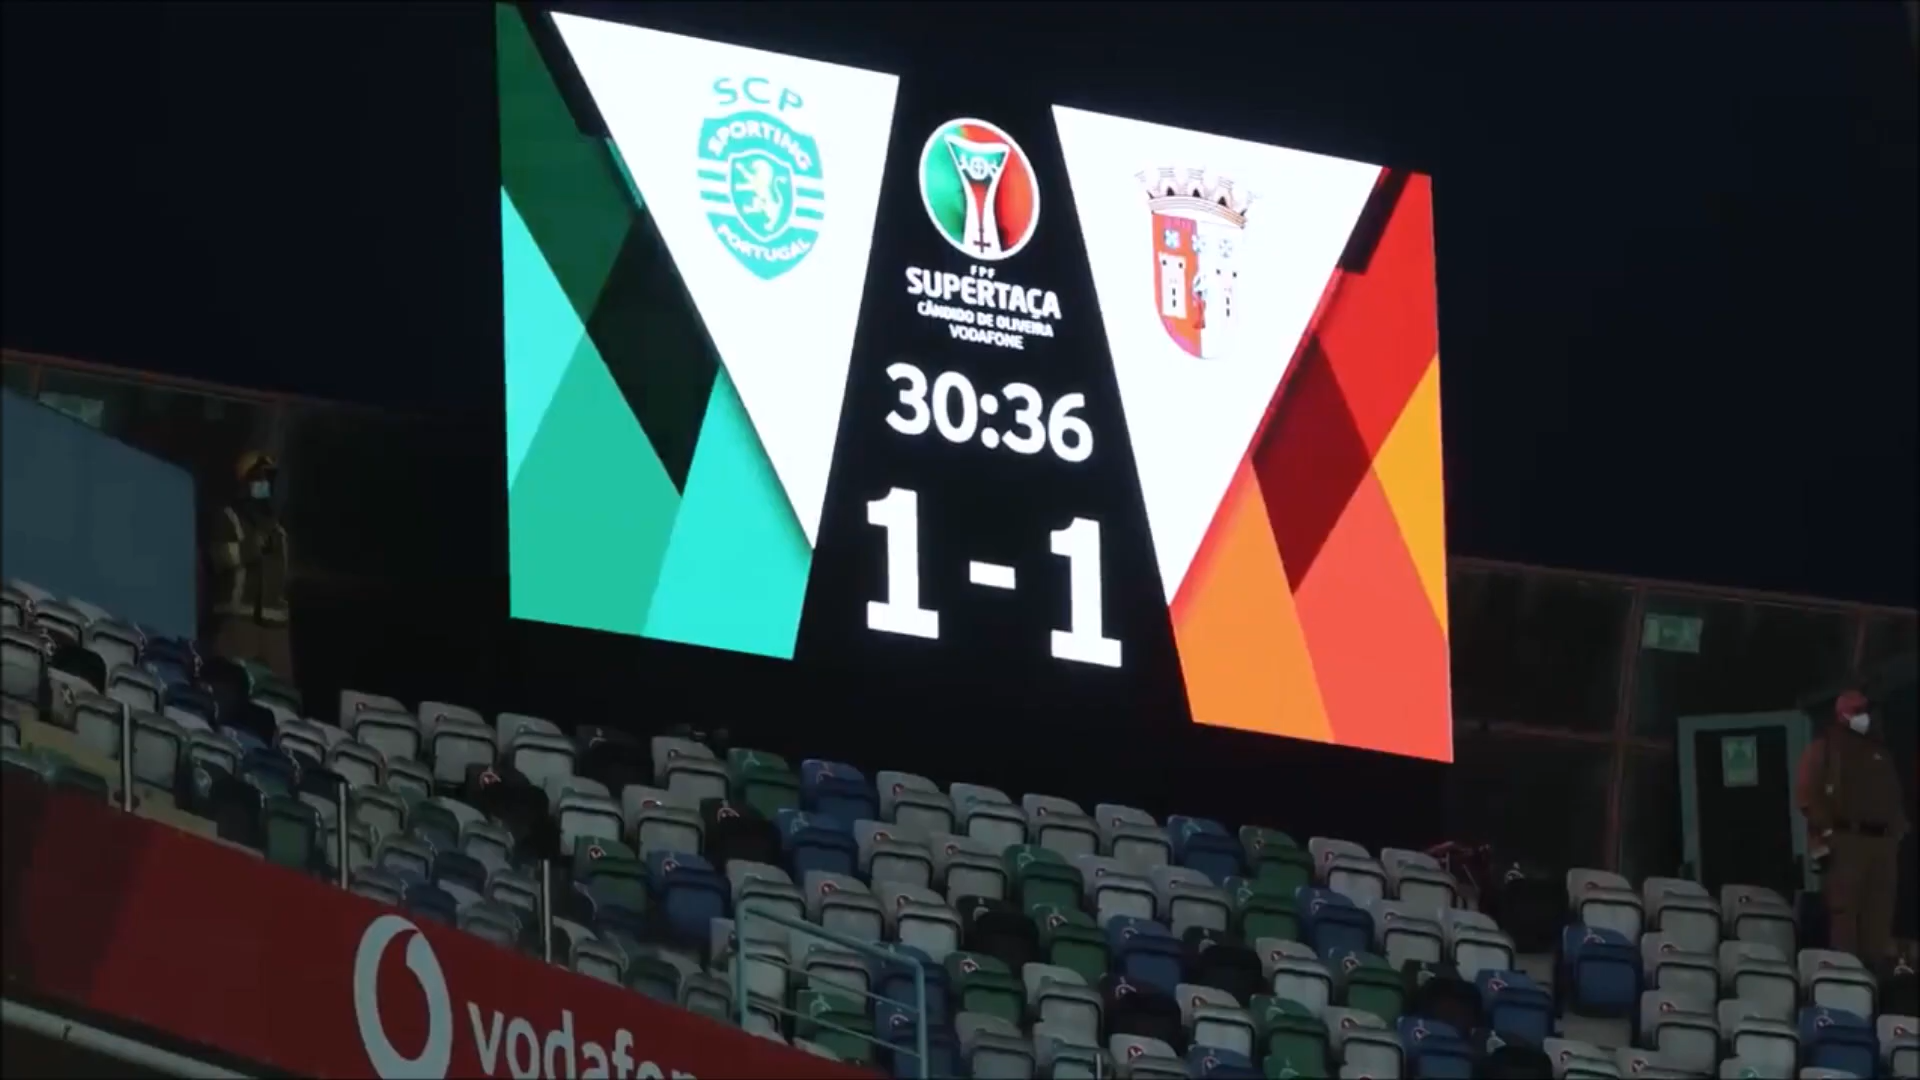 SCP
SPORTING
PORTUGAL
FPF
SUPERTAÇA
CÂNDIDO DE OLIVEIRA
VODAFONE
30:36
1 - 1
vodafon